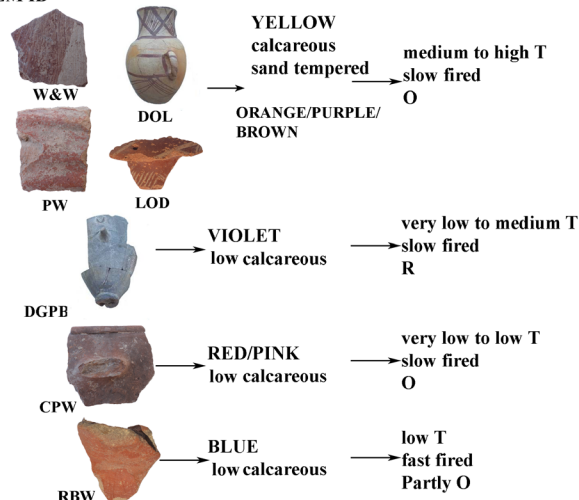 W&W
DOL
YELLOW
calcareous
sand tempered
ORANGE/PURPLE/
BROWN
medium to high T
slow fired
O
PW
LOD
DGPB
VIOLET
low calcareous
very low to medium T
slow fired
R
CPW
RED/PINK
low calcareous
very low to low T
slow fired
O
RBW
BLUE
low calcareous
low T
fast fired
Partly O